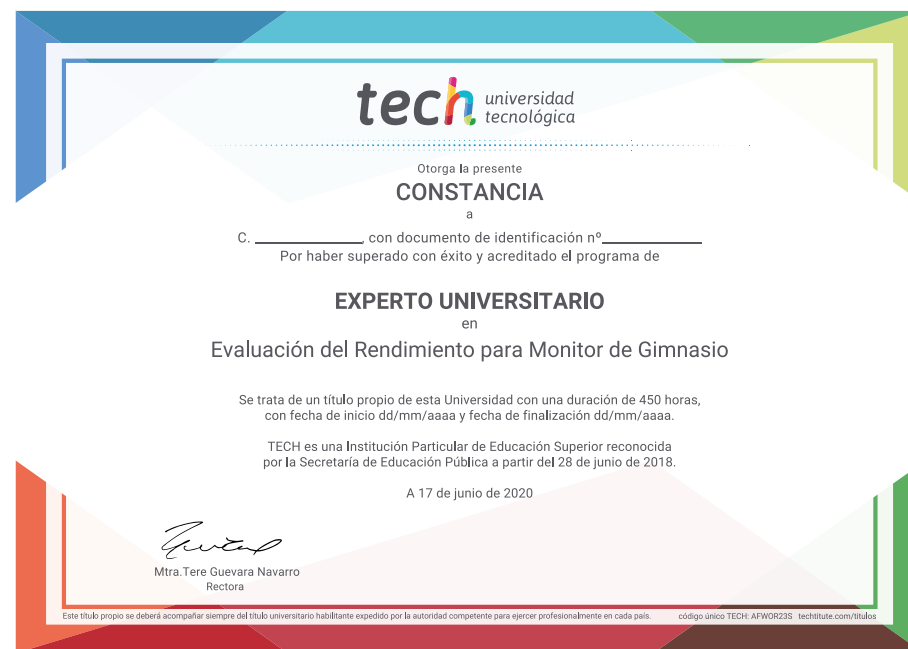 tech universidad
tecnológica
Otorga la presente
CONSTANCIA
a
C. ____________, con documento de identificación nº____________
Por haber superado con éxito y acreditado el programa de
EXPERTO UNIVERSITARIO
en
Evaluación del Rendimiento para Monitor de Gimnasio
Se trata de un título propio de esta Universidad con una duración de 450 horas,
con fecha de inicio dd/mm/aaaa y fecha de finalización dd/mm/aaaa.
TECH es una Institución Particular de Educación Superior reconocida
por la Secretaría de Educación Pública a partir del 28 de junio de 2018.
A 17 de junio de 2020
Mtra.Tere Guevara Navarro
Rectora
Este título propio se deberá acompañar siempre del título universitario habilitante expedido por la autoridad competente para ejercer profesionalmente en cada país. código único TECH: AFWOR23S techtitute.com/titulos